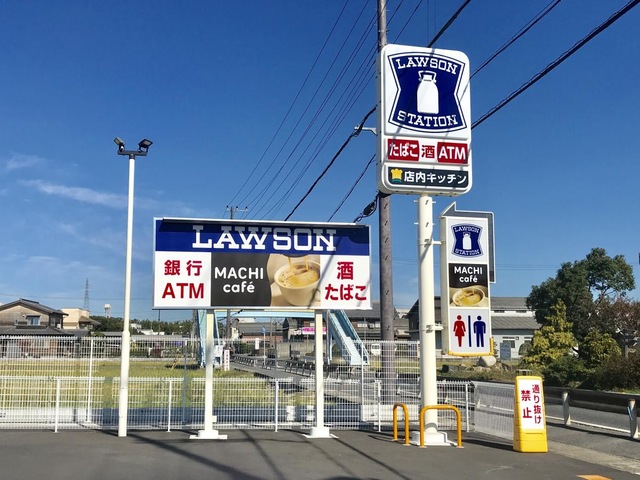 LAWSON
STATION
たばこ 酒 ATM
店内キッチン
LAWSON
銀行
ATM
MACHI
café
酒
たばこ
LAWSON
STATION
MACHI
café
通り抜け
禁止